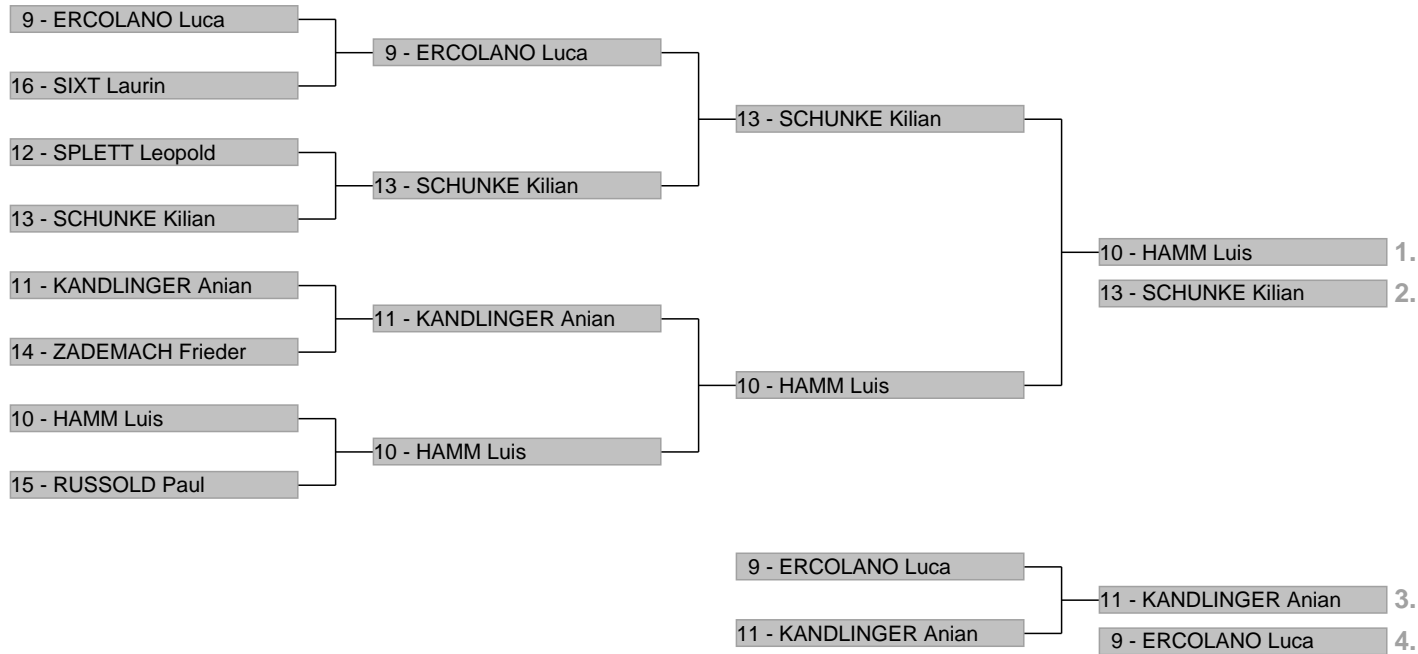 9 - ERCOLANO Luca
16 - SIXT Laurin
12 - SPLETT Leopold
13 - SCHUNKE Kilian
11 - KANDLINGER Anian
14 - ZADEMACH Frieder
10 - HAMM Luis
15 - RUSSOLD Paul
9 - ERCOLANO Luca
13 - SCHUNKE Kilian
11 - KANDLINGER Anian
10 - HAMM Luis
13 - SCHUNKE Kilian
10 - HAMM Luis
10 - HAMM Luis 1.
13 - SCHUNKE Kilian 2.
9 - ERCOLANO Luca
11 - KANDLINGER Anian
11 - KANDLINGER Anian 3.
9 - ERCOLANO Luca 4.